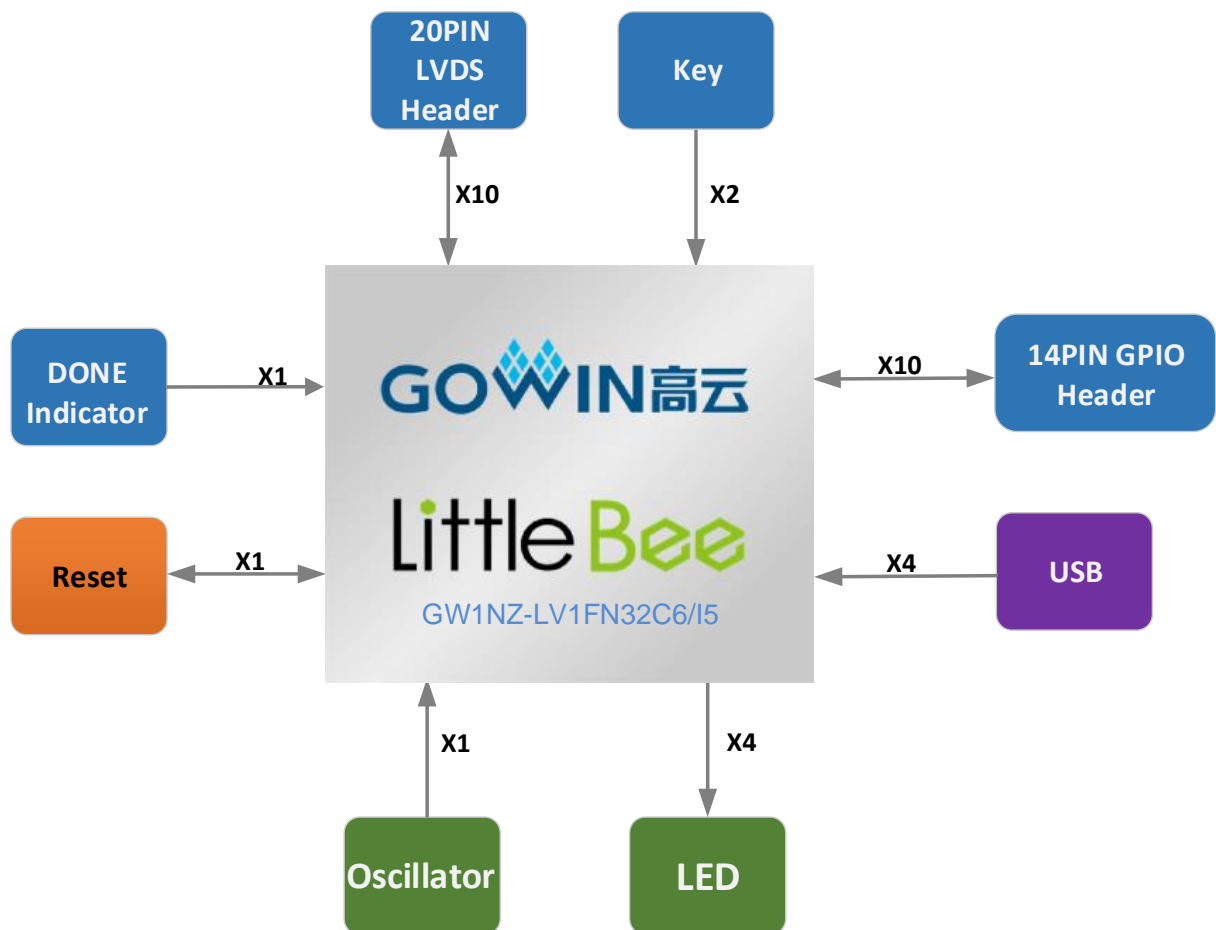 20PIN
LVDS
Header
Key
X10
X2
DONE
Indicator
X1
GOWIN高云
X10
14PIN GPIO
Header
Reset
X1
LittleBee
X4
USB
GW1NZ-LV1FN32C6/I5
X1
X4
Oscillator
LED